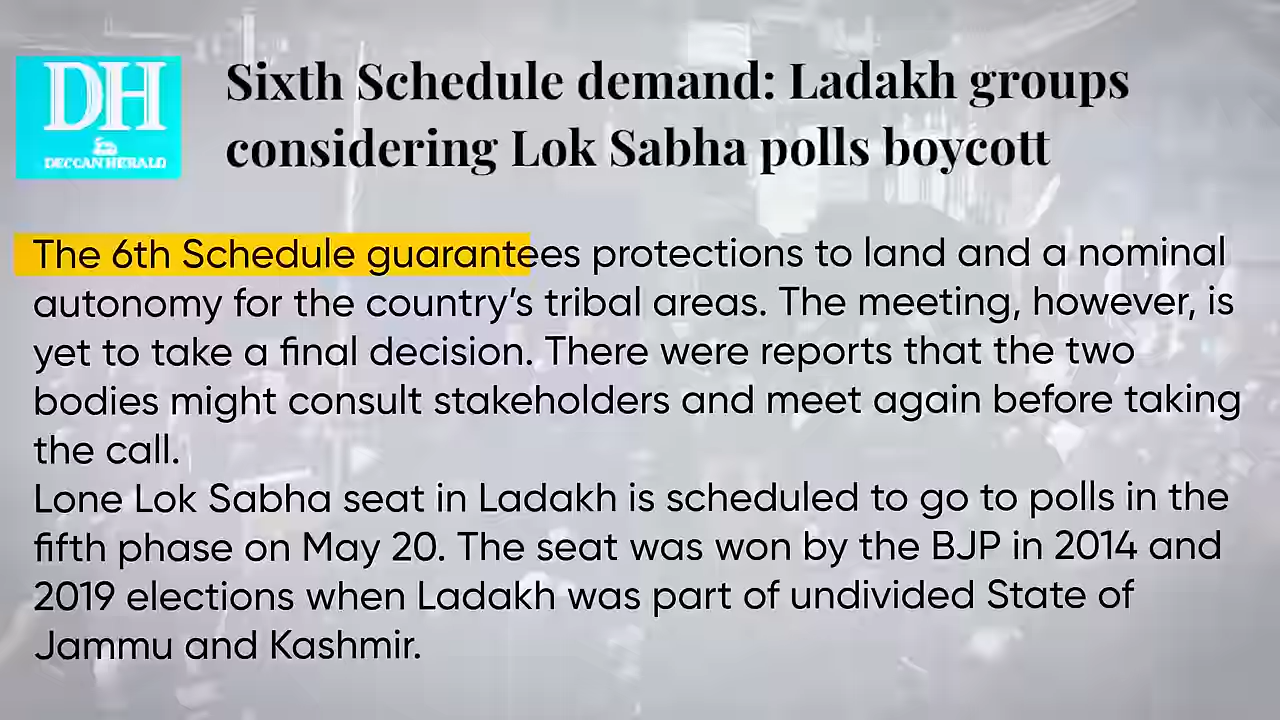 DH
DECCAN HERALD
Sixth Schedule demand: Ladakh groups
considering Lok Sabha polls boycott
The 6th Schedule guarantees protections to land and a nominal
autonomy for the country’s tribal areas. The meeting, however, is
yet to take a final decision. There were reports that the two
bodies might consult stakeholders and meet again before taking
the call.
Lone Lok Sabha seat in Ladakh is scheduled to go to polls in the
fifth phase on May 20. The seat was won by the BJP in 2014 and
2019 elections when Ladakh was part of undivided State of
Jammu and Kashmir.